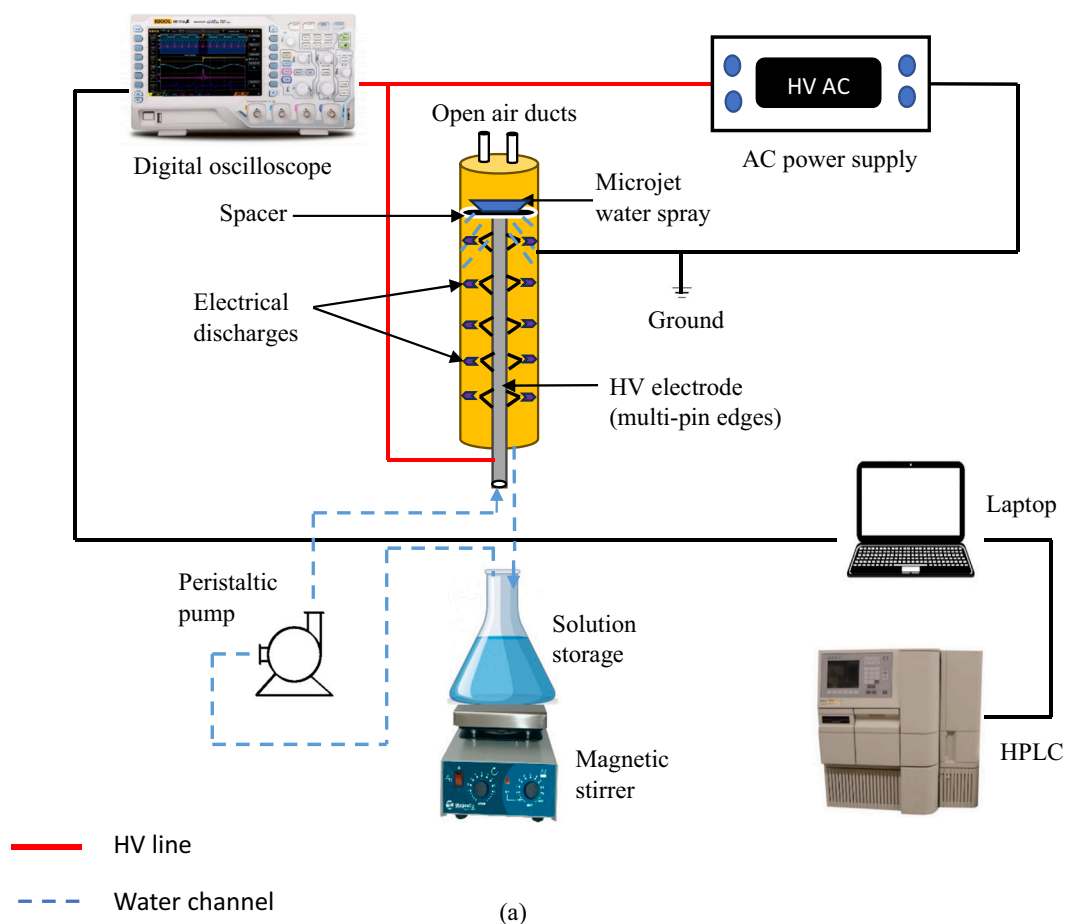 RIGOL
HV AC
Open air ducts
Digital oscilloscope
AC power supply
Microjet
water spray
Spacer
Electrical
discharges
Ground
HV electrode
(multi-pin edges)
Laptop
Peristaltic
pump
Solution
storage
HPLC
Magnetic
stirrer
HV line
Water channel
(a)